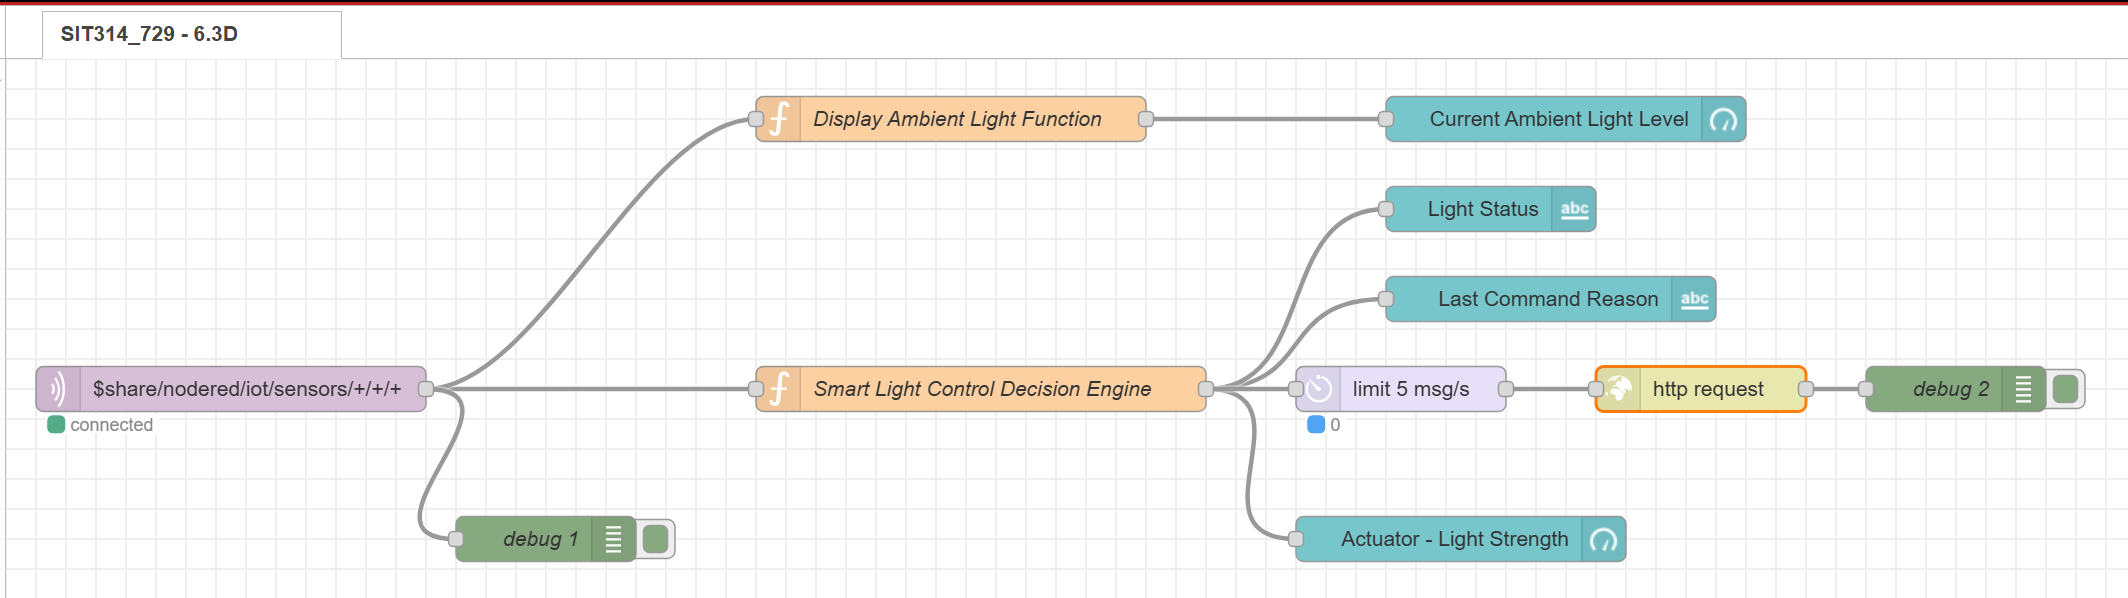 SIT314_729 - 6.3D
Display Ambient Light Function
Current Ambient Light Level
Light Status
abc
Last Command Reason
abc
$share/nodered/iot/sensors/+/+/+
connected
Smart Light Control Decision Engine
limit 5 msg/s
0
http request
debug 2
debug 1
Actuator - Light Strength